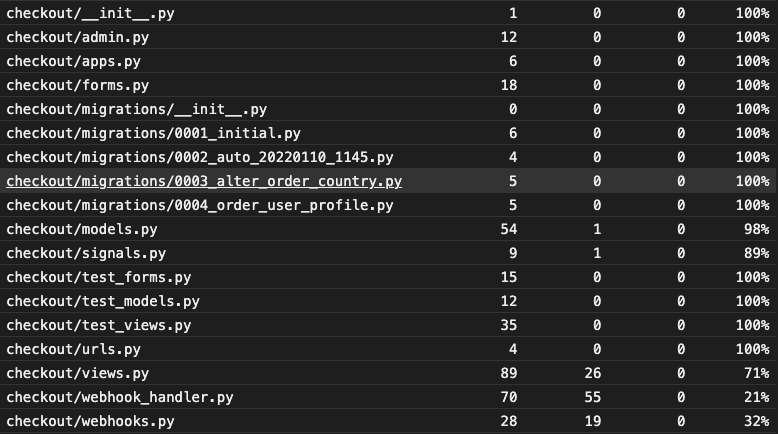 checkout/__init__.py 1 0 0 100%
checkout/admin.py 12 0 0 100%
checkout/apps.py 6 0 0 100%
checkout/forms.py 18 0 0 100%
checkout/migrations/__init__.py 0 0 0 100%
checkout/migrations/0001_initial.py 6 0 0 100%
checkout/migrations/0002_auto_20220110_1145.py 4 0 0 100%
checkout/migrations/0003_alter_order_country.py 5 0 0 100%
checkout/migrations/0004_order_user_profile.py 5 0 0 100%
checkout/models.py 54 1 0 98%
checkout/signals.py 9 1 0 89%
checkout/test_forms.py 15 0 0 100%
checkout/test_models.py 12 0 0 100%
checkout/test_views.py 35 0 0 100%
checkout/urls.py 4 0 0 100%
checkout/views.py 89 26 0 71%
checkout/webhook_handler.py 70 55 0 21%
checkout/webhooks.py 28 19 0 32%